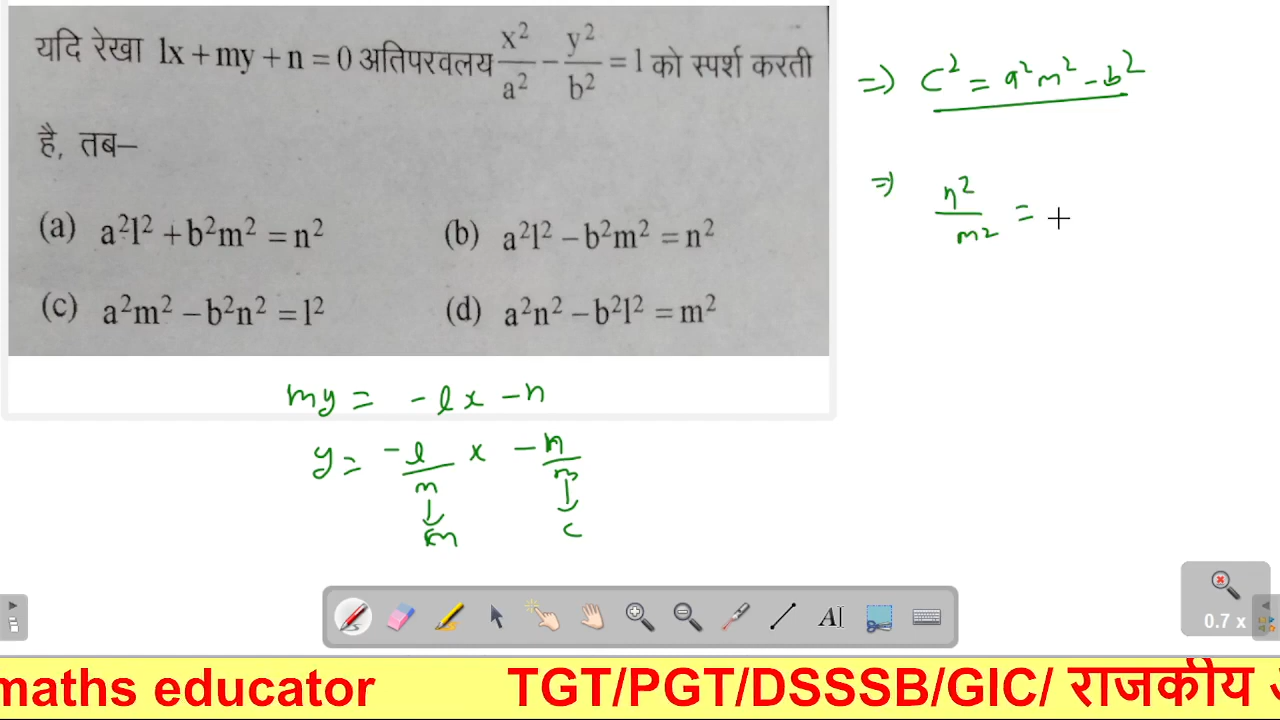 यदि रेखा lx + my + n = 0 अतिपरवलय x²/a² − y²/b² = 1 को स्पर्श करती
है, तब–
(a) a²l² + b²m² = n² (b) a²l² − b²m² = n²
(c) a²m² − b²n² = l² (d) a²n² − b²l² = m²
⇒ c² = a²m² − b²
⇒ n²/m² =
my = −lx − n
y = −l/m x − n/m
↓ ↓
m c
AI
0.7 x
maths educator TGT/PGT/DSSSB/GIC/ राजकीय